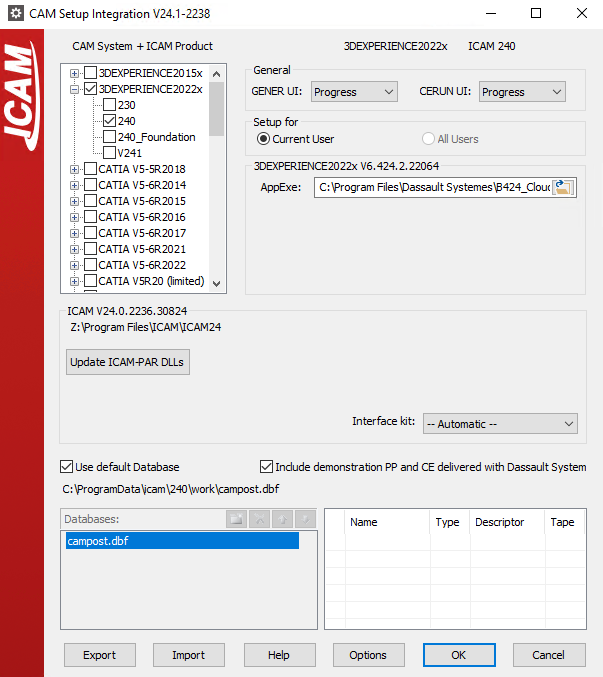 CAM Setup Integration V24.1-2238
ICAM
CAM System + ICAM Product
3DEXPERIENCE2022x ICAM 240
3DEXPERIENCE2015x
3DEXPERIENCE2022x
230
240
240_Foundation
V241
CATIA V5-5R2018
CATIA V5-6R2014
CATIA V5-6R2015
CATIA V5-6R2016
CATIA V5-6R2017
CATIA V5-6R2021
CATIA V5-6R2022
CATIA V5R20 (limited)
General
GENER UI: Progress CERUN UI: Progress
Setup for
Current User All Users
3DEXPERIENCE2022x V6.424.2.22064
AppExe: C:\Program Files\Dassault Systemes\B424_Clou
ICAM V24.0.2236.30824
Z:\Program Files\ICAM\ICAM24
Update ICAM-PAR DLLs
Interface kit: -- Automatic --
Use default Database Include demonstration PP and CE delivered with Dassault System
C:\ProgramData\icam\240\work\campost.dbf
Databases:
campost.dbf
Name Type Descriptor Tape
Export Import Help Options OK Cancel